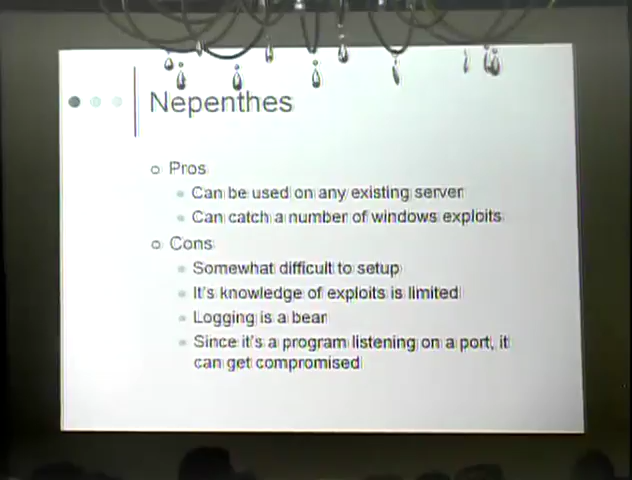 Nepenthes
Pros
Can be used on any existing server
Can catch a number of windows exploits
Cons
Somewhat difficult to setup
It's knowledge of exploits is limited
Logging is a bear
Since it's a program listening on a port, it
can get compromised